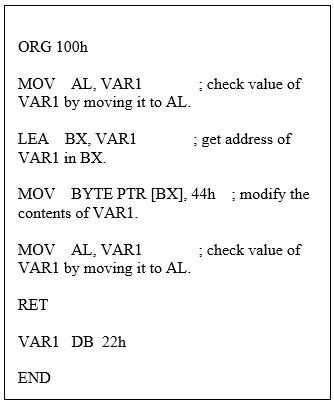 ORG 100h
MOV    AL, VAR1              ; check value of
VAR1 by moving it to AL.
LEA    BX, VAR1              ; get address of
VAR1 in BX.
MOV    BYTE PTR [BX], 44h    ; modify the
contents of VAR1.
MOV    AL, VAR1              ; check value of
VAR1 by moving it to AL.
RET
VAR1   DB  22h
END